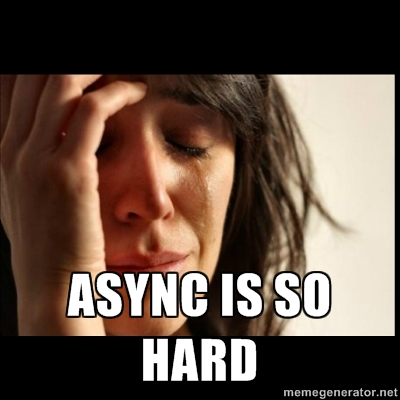 ASYNC IS SO
HARD
memegenerator.net